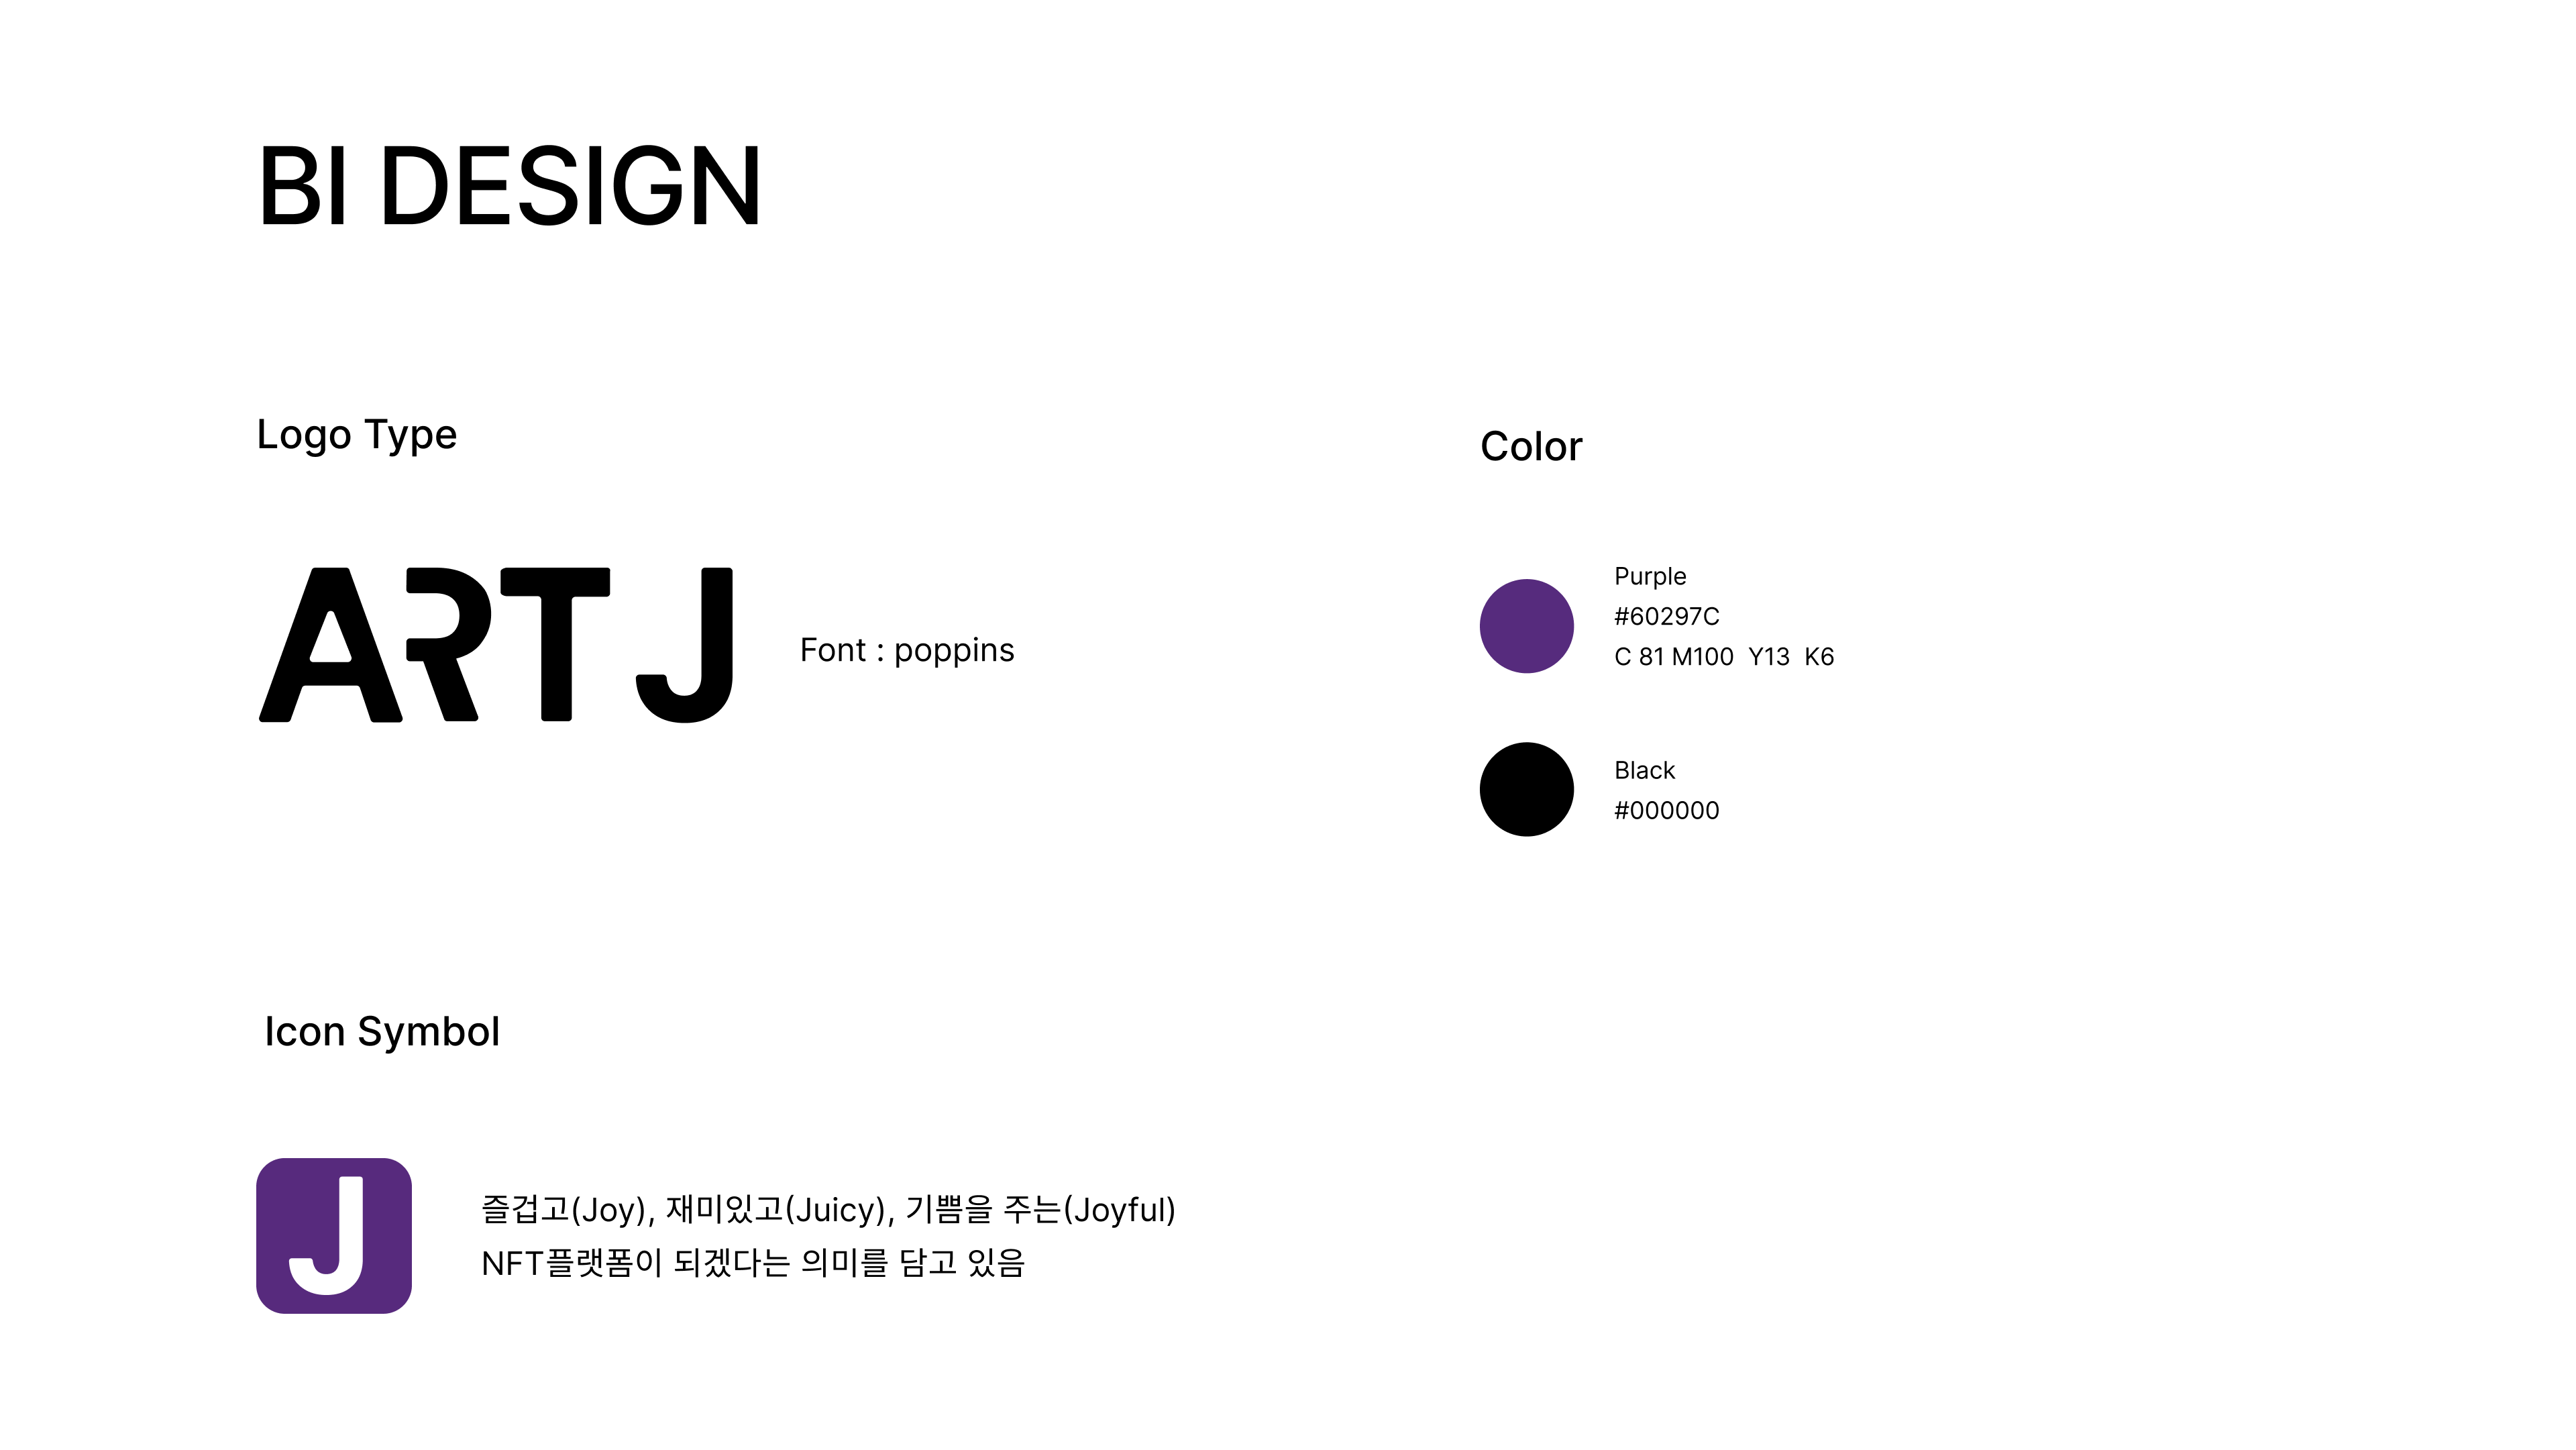 BI DESIGN
Logo Type
ART J
Font : poppins
Color
Purple
#60297C
C 81 M100  Y13  K6
Black
#000000
Icon Symbol
J
즐겁고(Joy), 재미있고(Juicy), 기쁨을 주는(Joyful)
NFT플랫폼이 되겠다는 의미를 담고 있음